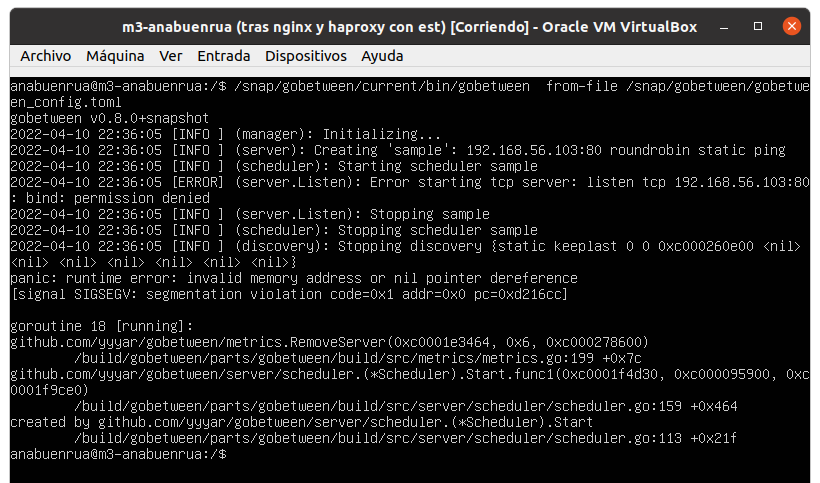 m3-anabuenrua (tras nginx y haproxy con est) [Corriendo] - Oracle VM VirtualBox
Archivo Máquina Ver Entrada Dispositivos Ayuda
anabuenrua@m3-anabuenrua:/$ /snap/gobetween/current/bin/gobetween  from-file /snap/gobetween/gobetwe
en_config.toml
gobetween v0.8.0+snapshot
2022-04-10 22:36:05 [INFO ] (manager): Initializing...
2022-04-10 22:36:05 [INFO ] (server): Creating 'sample': 192.168.56.103:80 roundrobin static ping
2022-04-10 22:36:05 [INFO ] (scheduler): Starting scheduler sample
2022-04-10 22:36:05 [ERROR] (server.Listen): Error starting tcp server: listen tcp 192.168.56.103:80
: bind: permission denied
2022-04-10 22:36:05 [INFO ] (server.Listen): Stopping sample
2022-04-10 22:36:05 [INFO ] (scheduler): Stopping scheduler sample
2022-04-10 22:36:05 [INFO ] (discovery): Stopping discovery {static keeplast 0 0 0xc000260e00 <nil>
<nil> <nil> <nil> <nil> <nil> <nil>}
panic: runtime error: invalid memory address or nil pointer dereference
[signal SIGSEGV: segmentation violation code=0x1 addr=0x0 pc=0xd216cc]
goroutine 18 [running]:
github.com/yyyar/gobetween/metrics.RemoveServer(0xc0001e3464, 0x6, 0xc000278600)
/build/gobetween/parts/gobetween/build/src/metrics/metrics.go:199 +0x7c
github.com/yyyar/gobetween/server/scheduler.(*Scheduler).Start.func1(0xc0001f4d30, 0xc000095900, 0xc
0001f9ce0)
/build/gobetween/parts/gobetween/build/src/server/scheduler/scheduler.go:159 +0x464
created by github.com/yyyar/gobetween/server/scheduler.(*Scheduler).Start
/build/gobetween/parts/gobetween/build/src/server/scheduler/scheduler.go:113 +0x21f
anabuenrua@m3-anabuenrua:/$